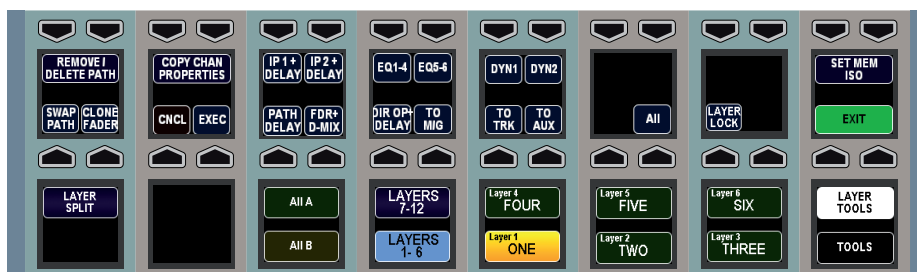 REMOVE /
DELETE PATH
COPY CHAN
PROPERTIES
IP 1 +
DELAY
IP 2 +
DELAY
EQ1-4
EQ5-6
DYN1
DYN2
SET MEM
ISO
SWAP
PATH
CLONE
FADER
CNCL
EXEC
PATH
DELAY
FDR+
D-MIX
DIR OP+
DELAY
TO
MIG
TO
TRK
TO
AUX
All
LAYER
LOCK
EXIT
LAYER
SPLIT
All A
LAYERS
7-12
Layer 4
FOUR
Layer 5
FIVE
Layer 6
SIX
LAYER
TOOLS
All B
LAYERS
1- 6
Layer 1
ONE
Layer 2
TWO
Layer 3
THREE
TOOLS